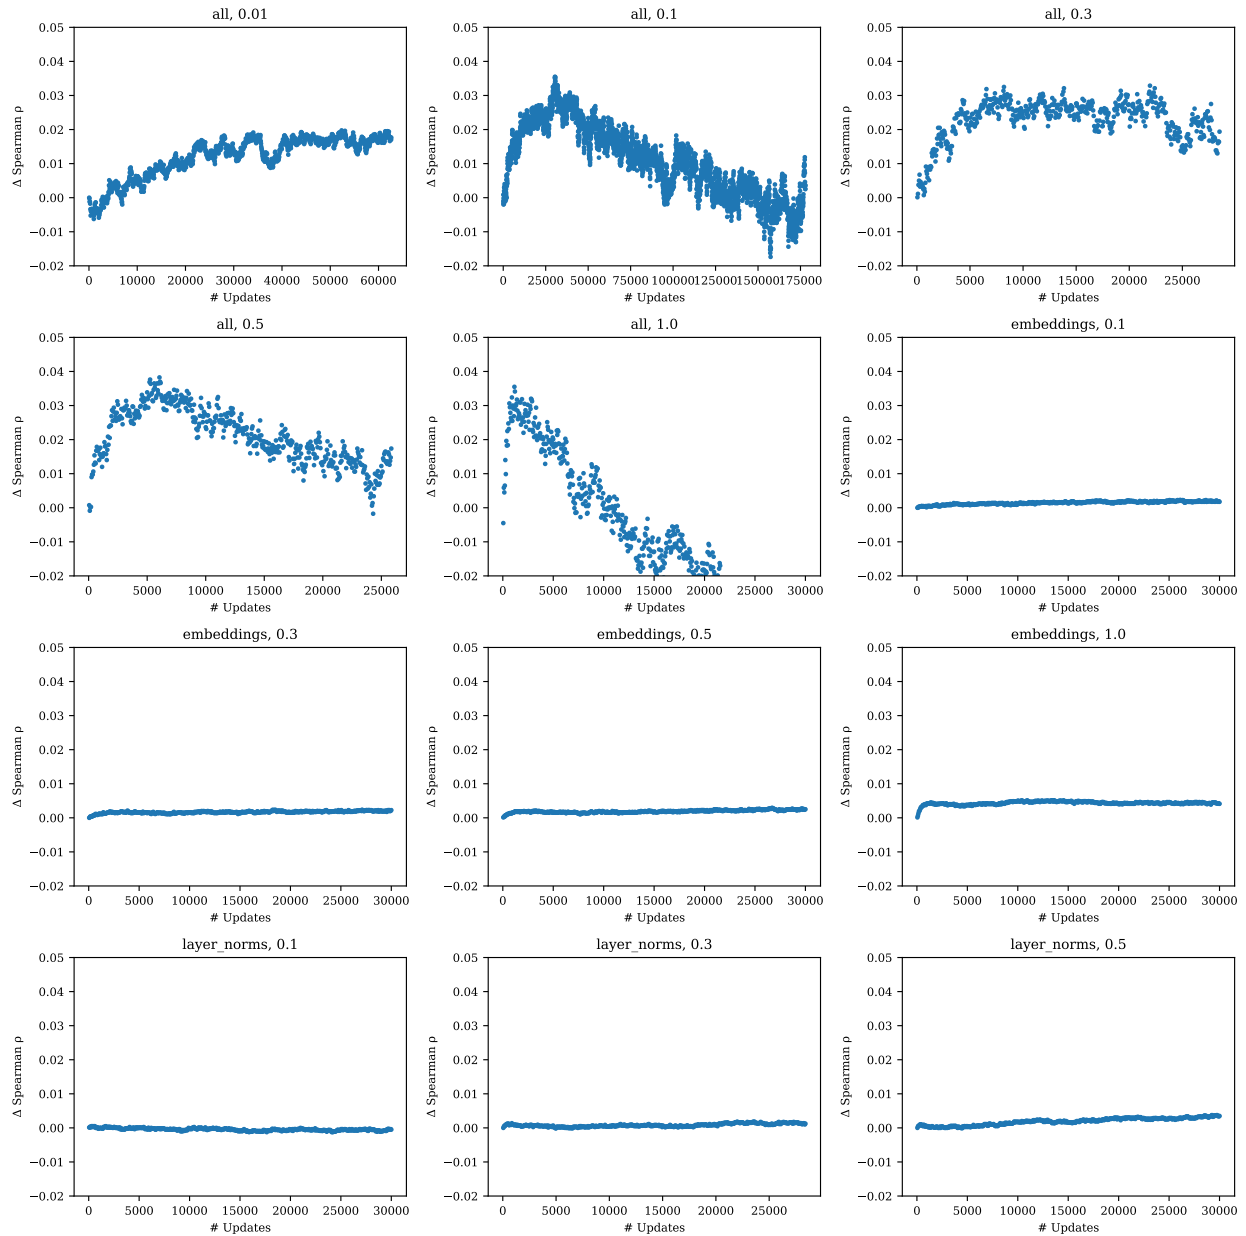 all, 0.01
all, 0.1
all, 0.3
0.05
0.04
0.03
0.02
0.01
0.00
−0.01
−0.02
Δ Spearman ρ
0 10000 20000 30000 40000 50000 60000
# Updates
0.05
0.04
0.03
0.02
0.01
0.00
−0.01
−0.02
Δ Spearman ρ
0 25000 50000 75000 100000 125000 150000 175000
# Updates
0.05
0.04
0.03
0.02
0.01
0.00
−0.01
−0.02
Δ Spearman ρ
0 5000 10000 15000 20000 25000
# Updates
all, 0.5
all, 1.0
embeddings, 0.1
0.05
0.04
0.03
0.02
0.01
0.00
−0.01
−0.02
Δ Spearman ρ
0 5000 10000 15000 20000 25000
# Updates
0.05
0.04
0.03
0.02
0.01
0.00
−0.01
−0.02
Δ Spearman ρ
0 5000 10000 15000 20000 25000 30000
# Updates
0.05
0.04
0.03
0.02
0.01
0.00
−0.01
−0.02
Δ Spearman ρ
0 5000 10000 15000 20000 25000 30000
# Updates
embeddings, 0.3
embeddings, 0.5
embeddings, 1.0
0.05
0.04
0.03
0.02
0.01
0.00
−0.01
−0.02
Δ Spearman ρ
0 5000 10000 15000 20000 25000 30000
# Updates
0.05
0.04
0.03
0.02
0.01
0.00
−0.01
−0.02
Δ Spearman ρ
0 5000 10000 15000 20000 25000 30000
# Updates
0.05
0.04
0.03
0.02
0.01
0.00
−0.01
−0.02
Δ Spearman ρ
0 5000 10000 15000 20000 25000 30000
# Updates
layer_norms, 0.1
layer_norms, 0.3
layer_norms, 0.5
0.05
0.04
0.03
0.02
0.01
0.00
−0.01
−0.02
Δ Spearman ρ
0 5000 10000 15000 20000 25000 30000
# Updates
0.05
0.04
0.03
0.02
0.01
0.00
−0.01
−0.02
Δ Spearman ρ
0 5000 10000 15000 20000 25000
# Updates
0.05
0.04
0.03
0.02
0.01
0.00
−0.01
−0.02
Δ Spearman ρ
0 5000 10000 15000 20000 25000 30000
# Updates